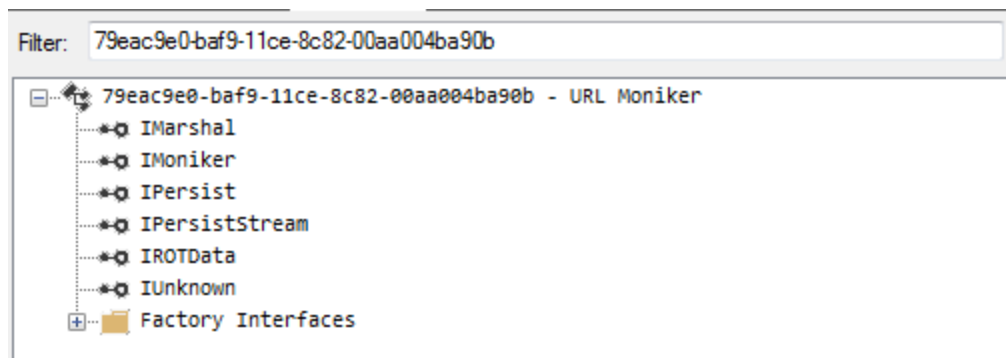 Filter: 79eac9e0-baf9-11ce-8c82-00aa004ba90b
79eac9e0-baf9-11ce-8c82-00aa004ba90b - URL Moniker
IMarshal
IMoniker
IPersist
IPersistStream
IROTData
IUnknown
Factory Interfaces